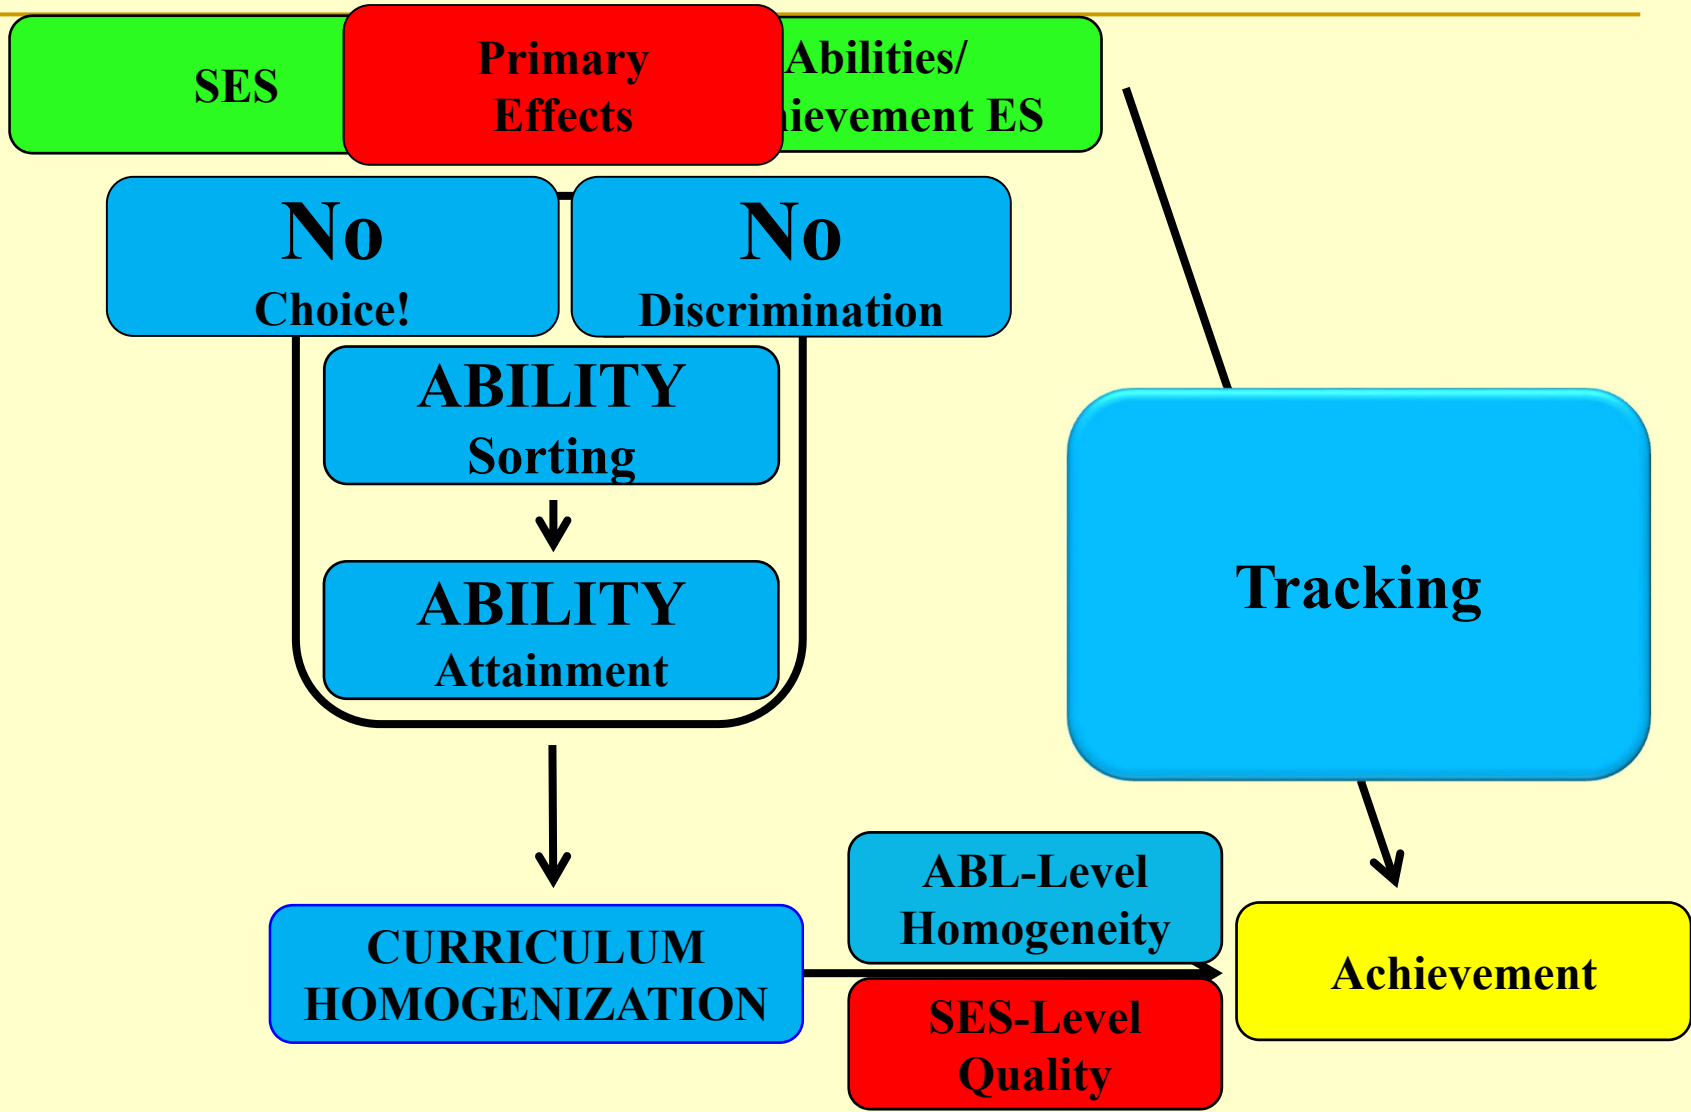 SES
Primary
Effects
Abilities/
ievement ES
No
Choice!
No
Discrimination
ABILITY
Sorting
ABILITY
Attainment
Tracking
CURRICULUM
HOMOGENIZATION
ABL-Level
Homogeneity
SES-Level
Quality
Achievement